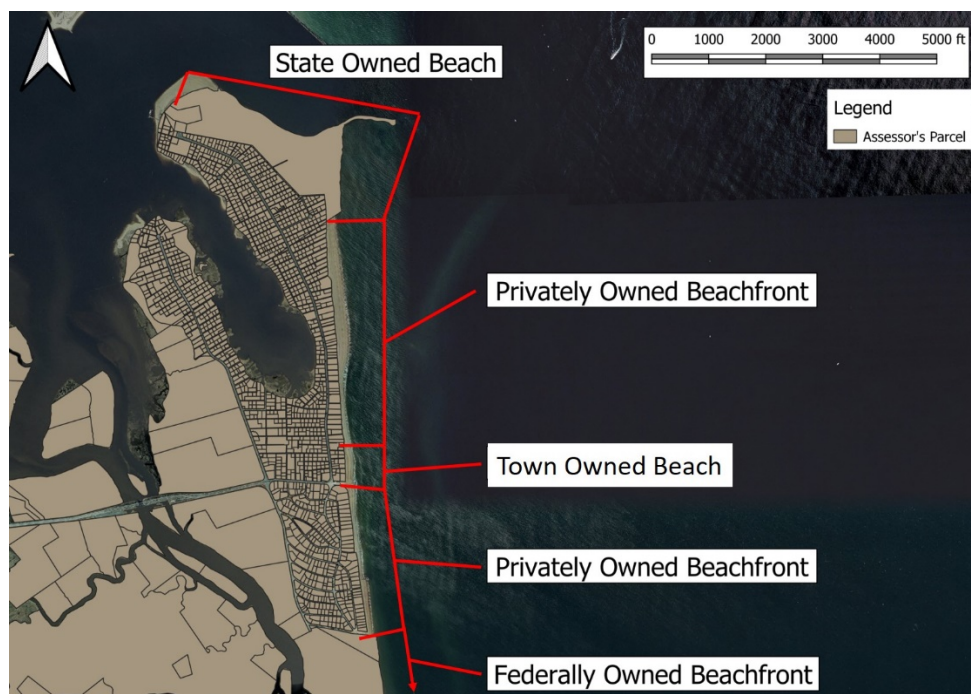 State Owned Beach
0 1000 2000 3000 4000 5000 ft
Legend
Assessor's Parcel
Privately Owned Beachfront
Town Owned Beach
Privately Owned Beachfront
Federally Owned Beachfront